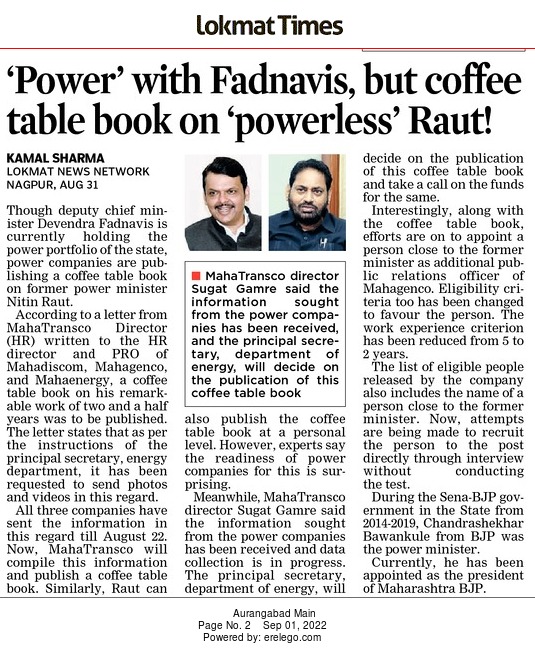 Lokmat Times
‘Power’ with Fadnavis, but coffee
table book on ‘powerless’ Raut!
KAMAL SHARMA
LOKMAT NEWS NETWORK
NAGPUR, AUG 31
Though deputy chief min-
ister Devendra Fadnavis is
currently holding the
power portfolio of the state,
power companies are pub-
lishing a coffee table book
on former power minister
Nitin Raut.
According to a letter from
MahaTransco Director
(HR) written to the HR
director and PRO of
Mahadiscom, Mahagenco,
and Mahaenergy, a coffee
table book on his remark-
able work of two and a half
years was to be published.
The letter states that as per
the instructions of the
principal secretary, energy
department, it has been
requested to send photos
and videos in this regard.
All three companies have
sent the information in
this regard till August 22.
Now, MahaTransco will
compile this information
and publish a coffee table
book. Similarly, Raut can
■ MahaTransco director
Sugat Gamre said the
information sought
from the power compa-
nies has been received,
and the principal secre-
tary, department of
energy, will decide on
the publication of this
coffee table book
also publish the coffee
table book at a personal
level. However, experts say
the readiness of power
companies for this is sur-
prising.
Meanwhile, MahaTransco
director Sugat Gamre said
the information sought
from the power companies
has been received and data
collection is in progress.
The principal secretary,
department of energy, will
decide on the publication
of this coffee table book
and take a call on the funds
for the same.
Interestingly, along with
the coffee table book,
efforts are on to appoint a
person close to the former
minister as additional pub-
lic relations officer of
Mahagenco. Eligibility cri-
teria too has been changed
to favour the person. The
work experience criterion
has been reduced from 5 to
2 years.
The list of eligible people
released by the company
also includes the name of a
person close to the former
minister. Now, attempts
are being made to recruit
the person to the post
directly through interview
without conducting
the test.
During the Sena-BJP gov-
ernment in the State from
2014-2019, Chandrashekhar
Bawankule from BJP was
the power minister.
Currently, he has been
appointed as the president
of Maharashtra BJP.
Aurangabad Main
Page No. 2 Sep 01, 2022
Powered by: erelego.com